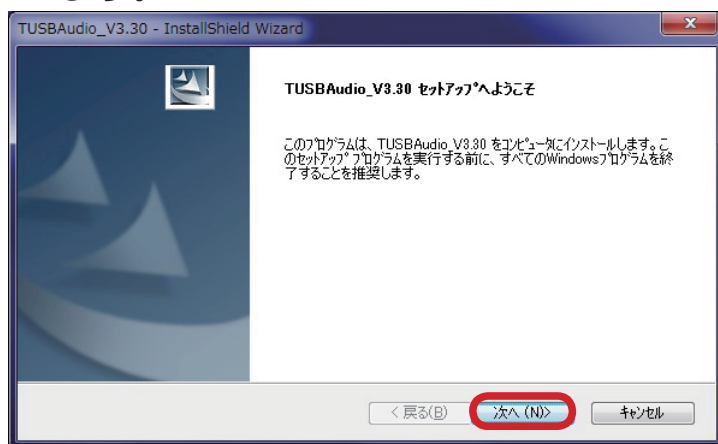 TUSBAudio_V3.30 - InstallShield Wizard
TUSBAudio_V3.30 ｾｯﾄｱｯﾌﾟへようこそ
このﾌﾟﾛｸﾞﾗﾑは、TUSBAudio_V3.30 をｺﾝﾋﾟｭｰﾀにｲﾝｽﾄｰﾙします。こ
のｾｯﾄｱｯﾌﾟ ﾌﾟﾛｸﾞﾗﾑを実行する前に、すべてのWindowsﾌﾟﾛｸﾞﾗﾑを終
了することを推奨します。
< 戻る(B)
次へ (N)>
ｷｬﾝｾﾙ